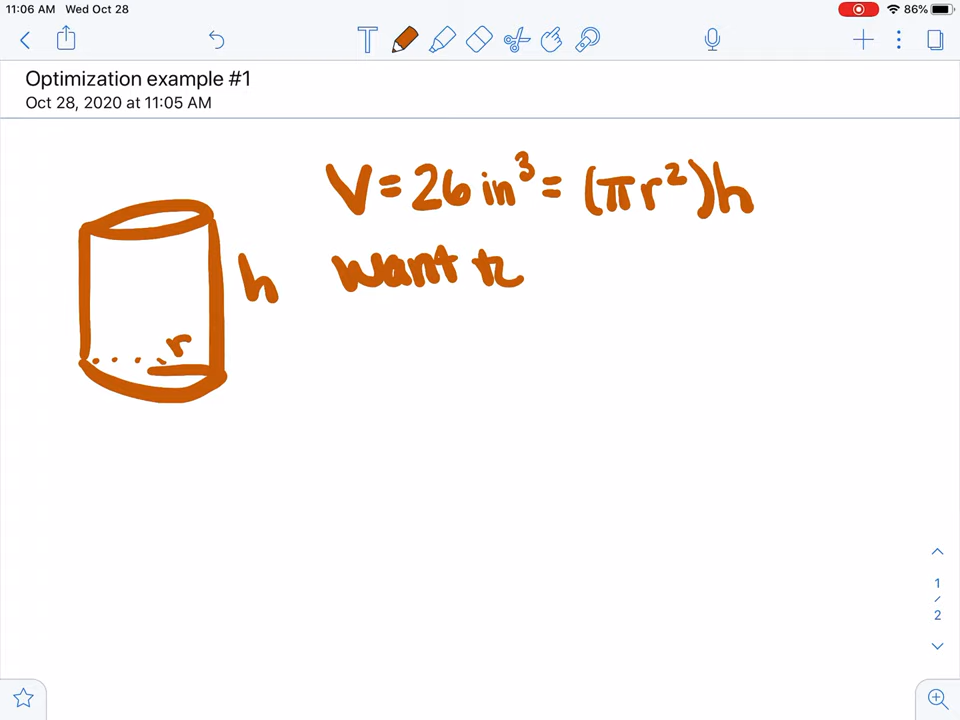 11:06 AM Wed Oct 28
86%
T
Optimization example #1
Oct 28, 2020 at 11:05 AM
V = 26 in³ = (πr²)h
h
want
r
1
/
2